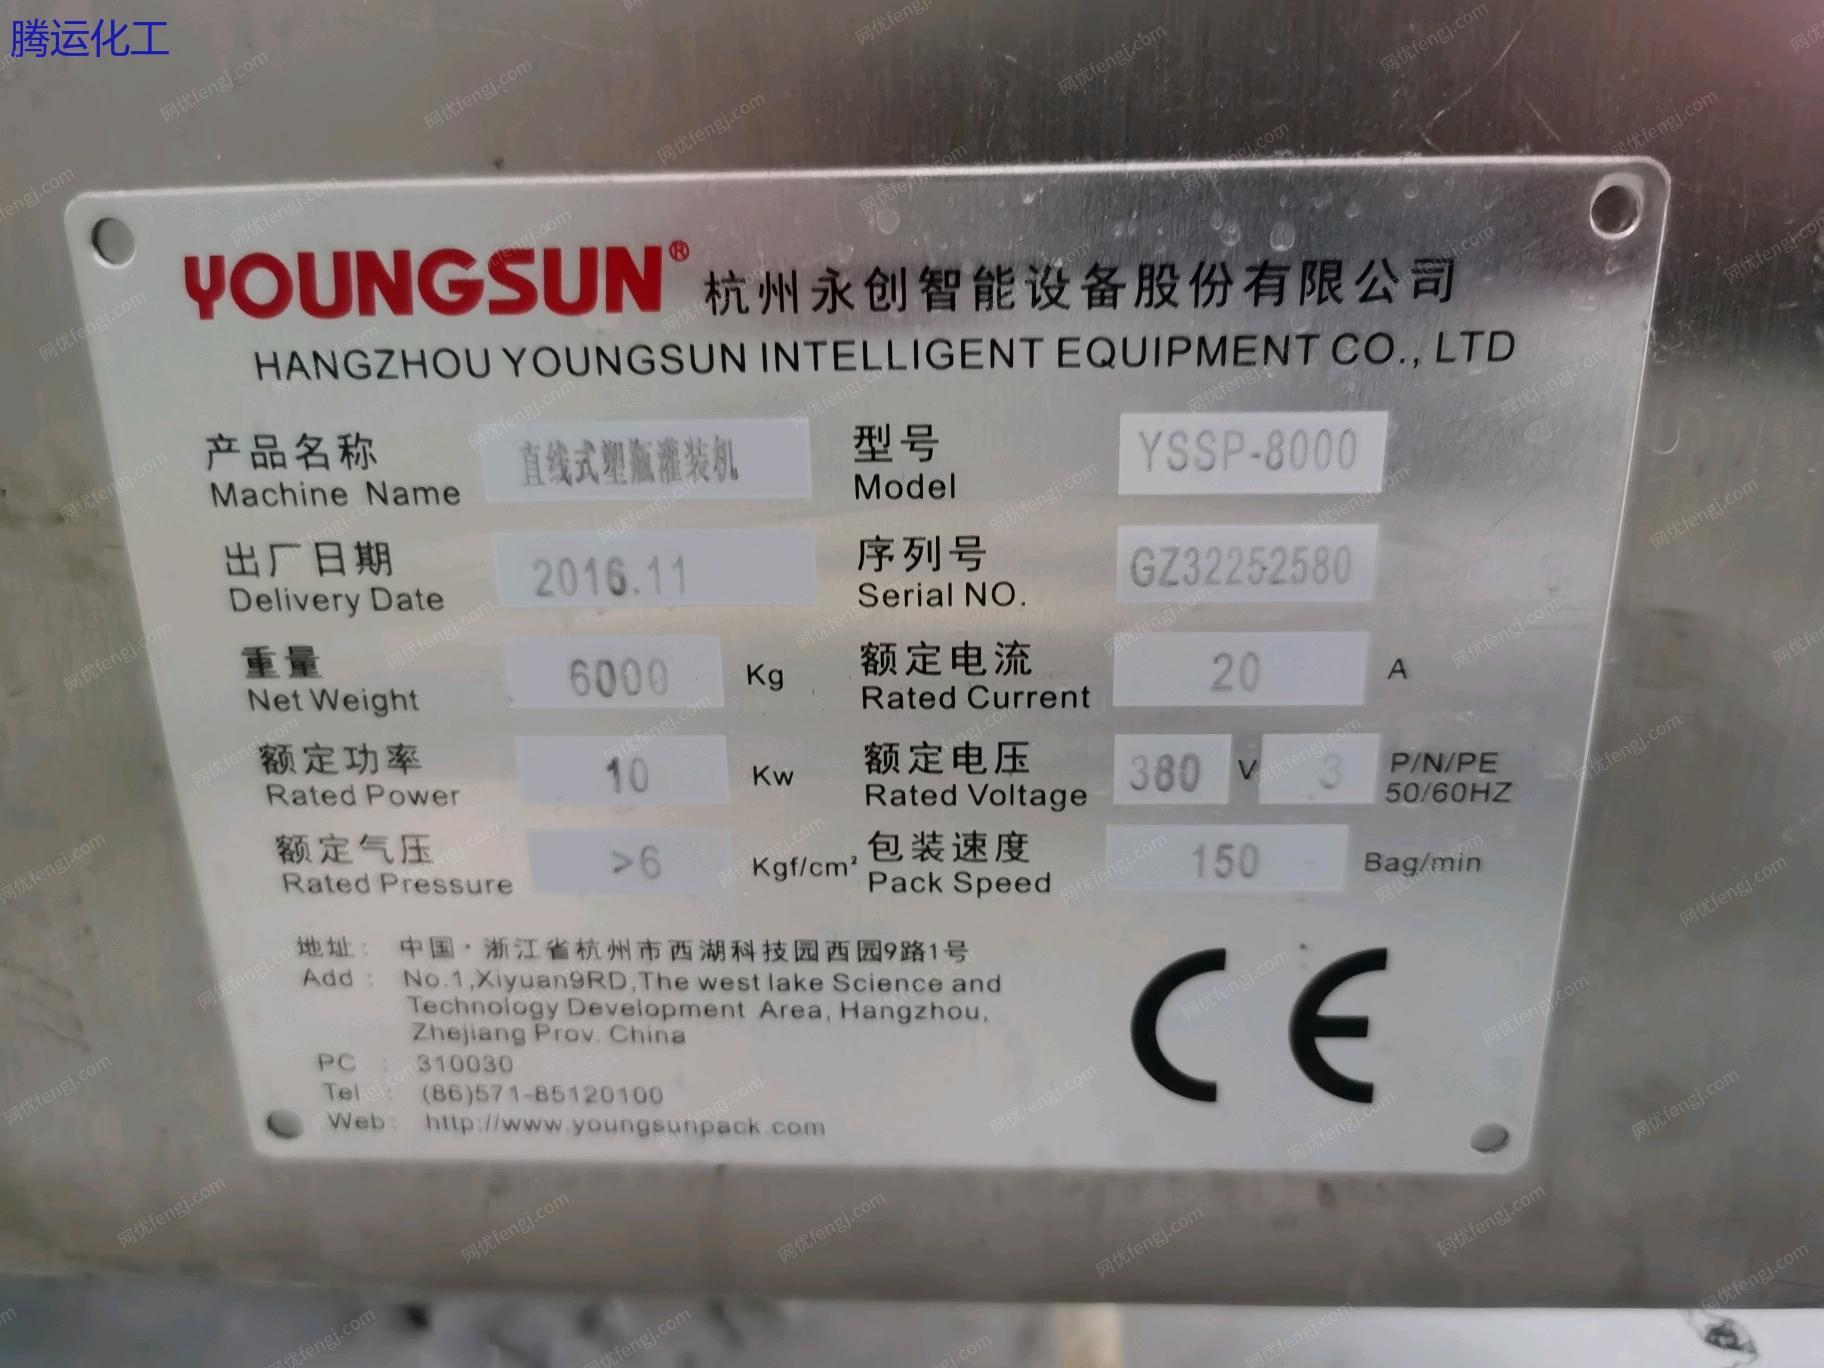 腾运化工
YOUNGSUN® 杭州永创智能设备股份有限公司
HANGZHOU YOUNGSUN INTELLIGENT EQUIPMENT CO., LTD
产品名称 直线式塑瓶灌装机 型号 YSSP-8000
Machine Name Model
出厂日期 2016.11 序列号 GZ32252580
Delivery Date Serial NO.
重量 6000 Kg 额定电流 20 A
Net Weight Rated Current
额定功率 10 Kw 额定电压 380 V 3 P/N/PE
Rated Power Rated Voltage 50/60HZ
额定气压 >6 Kgf/cm² 包装速度 150 Bag/min
Rated Pressure Pack Speed
地址: 中国·浙江省杭州市西湖科技园西园9路1号
Add : No.1,Xiyuan9RD,The west lake Science and
Technology Development Area, Hangzhou,
Zhejiang Prov. China
PC : 310030
Tel : (86)571-85120100
Web: http://www.youngsunpack.com
CE
网优fengj.com